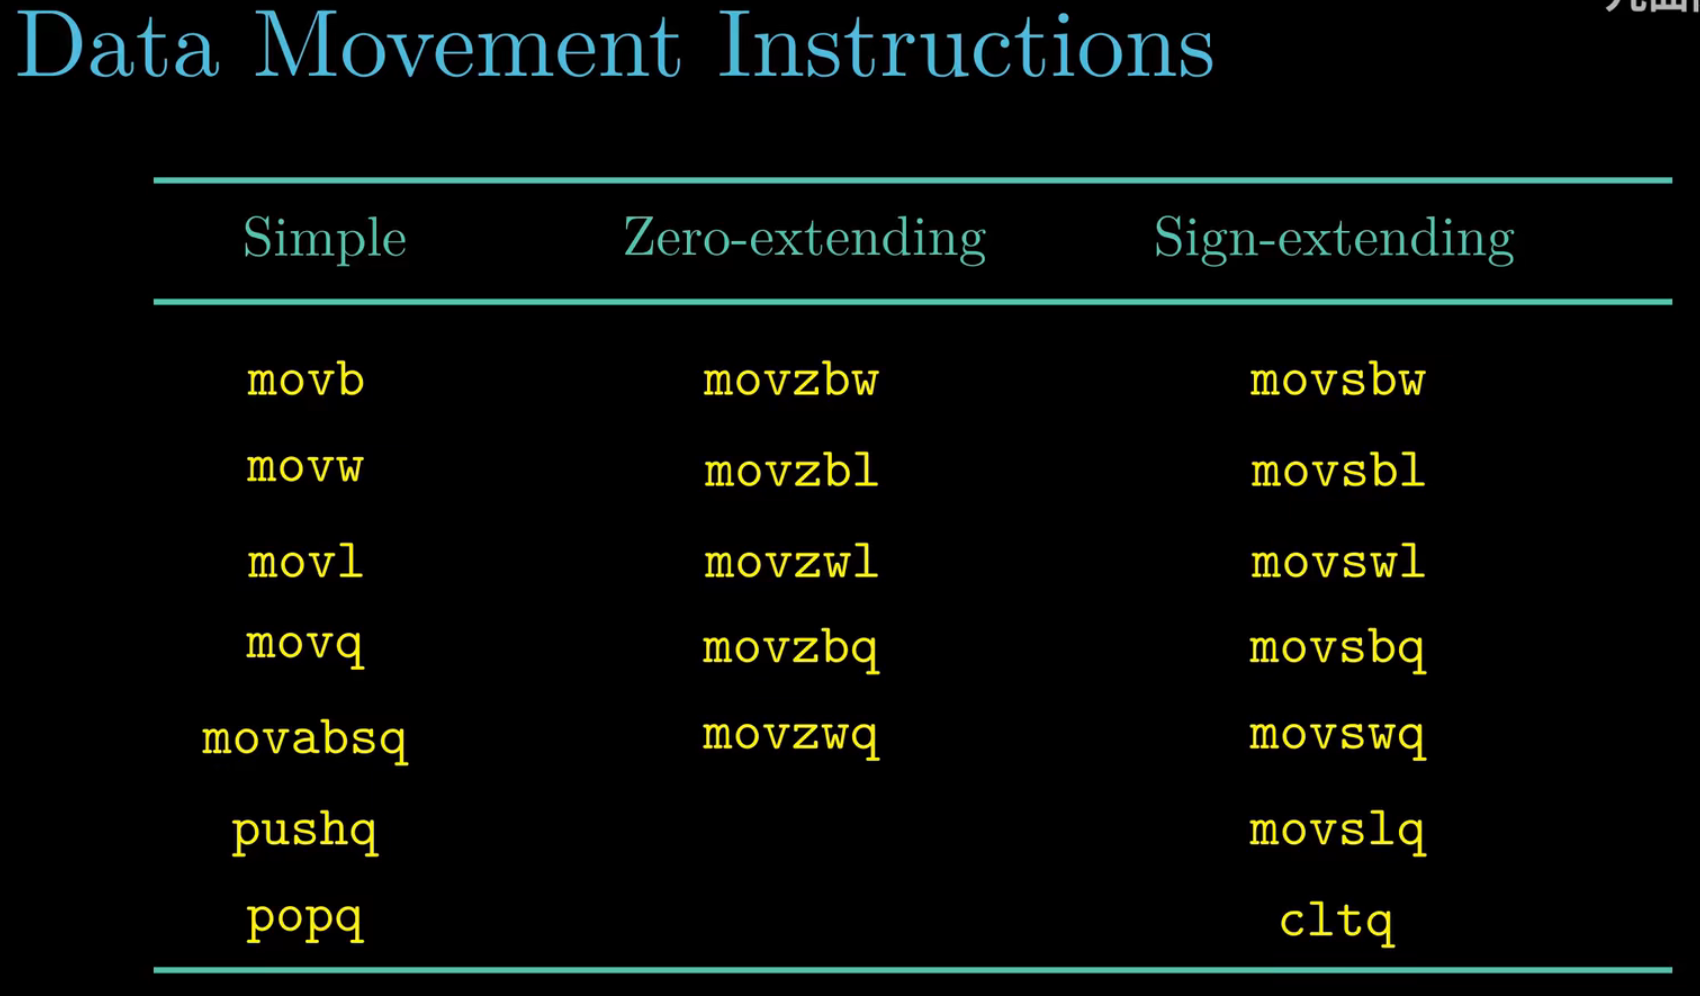 Data Movement Instructions
Simple Zero-extending Sign-extending
movb movzbw movsbw
movw movzbl movsbl
movl movzwl movswl
movq movzbq movsbq
movabsq movzwq movswq
pushq movslq
popq cltq